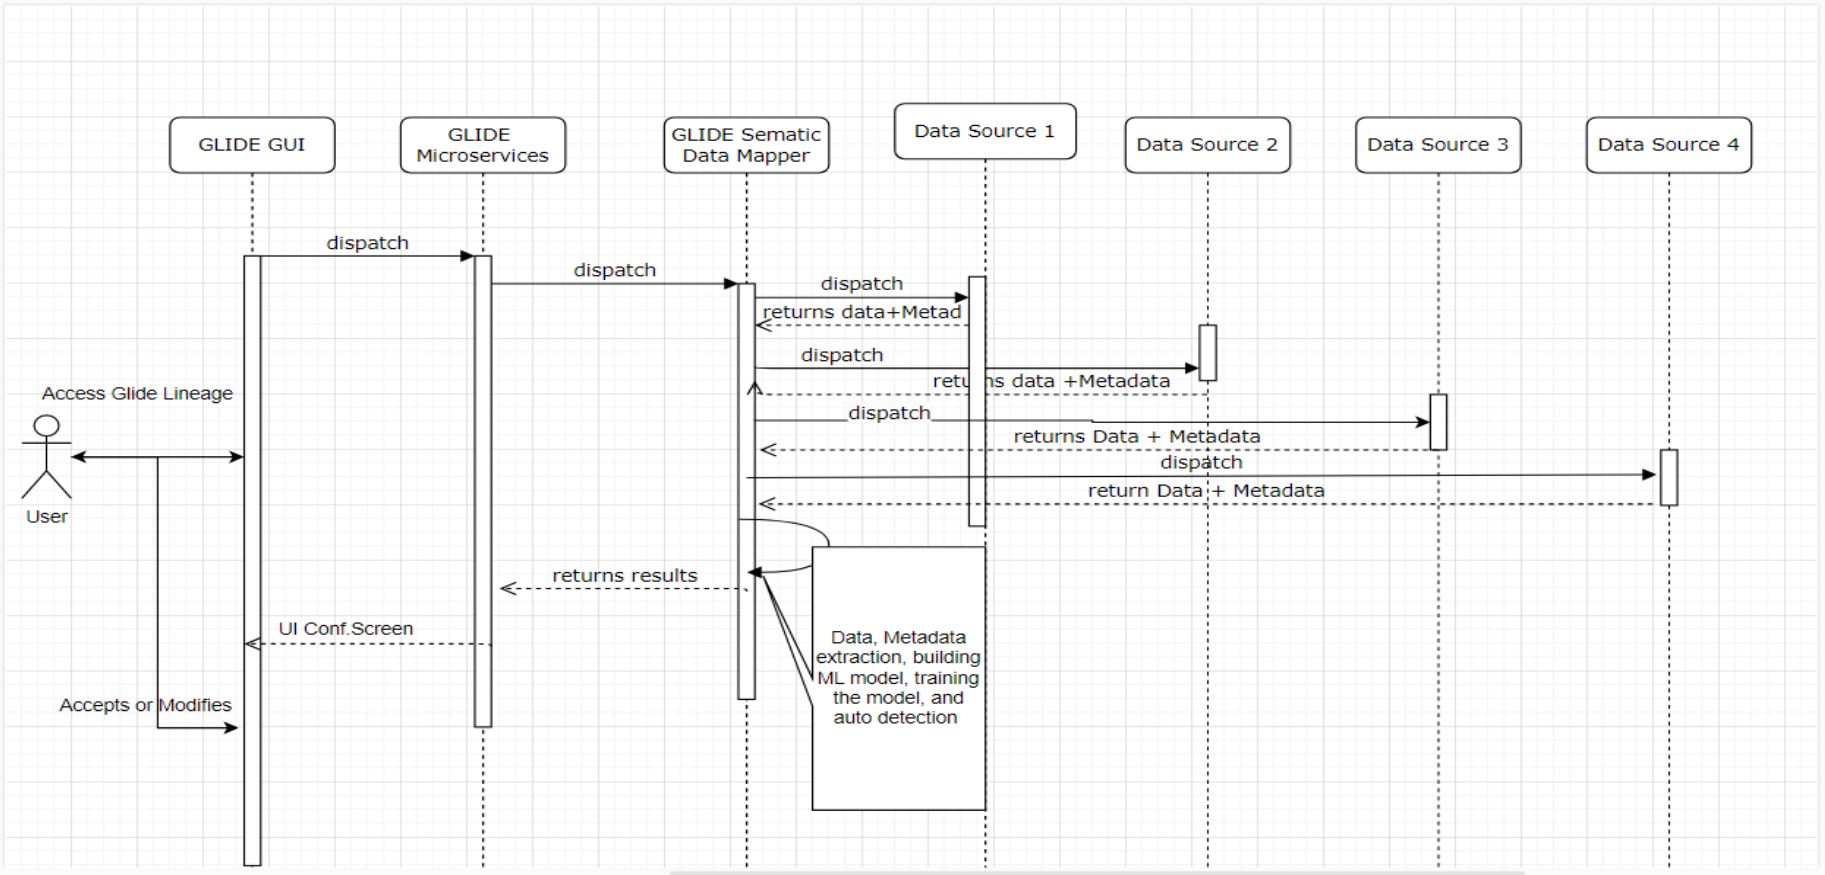 GLIDE GUI
GLIDE
Microservices
GLIDE Sematic
Data Mapper
Data Source 1
Data Source 2
Data Source 3
Data Source 4
dispatch
dispatch
dispatch
returns data+Metad
dispatch
returns data +Metadata
Access Glide Lineage
dispatch
returns Data + Metadata
dispatch
return Data + Metadata
User
returns results
UI Conf.Screen
Data, Metadata
extraction, building
ML model, training
the model, and
auto detection
Accepts or Modifies